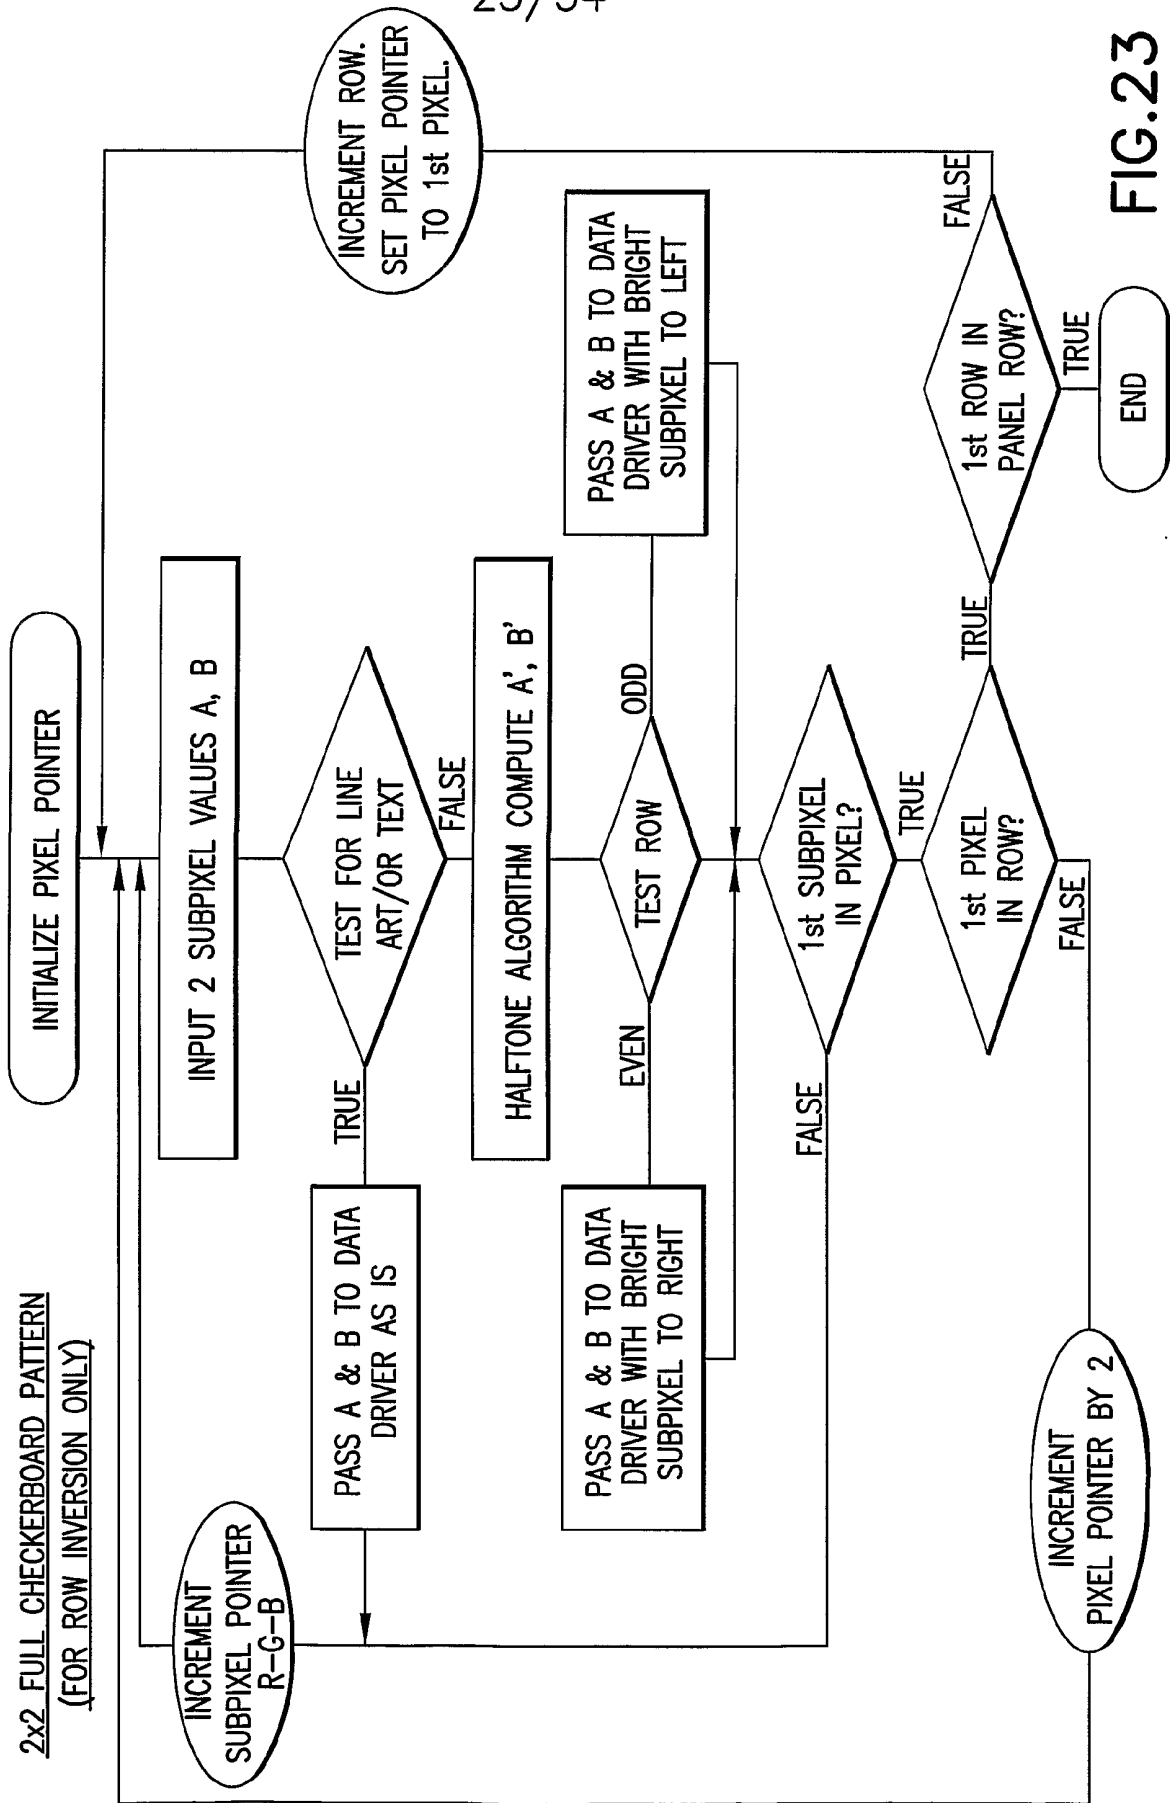 23/34
2x2 FULL CHECKERBOARD PATTERN
(FOR ROW INVERSION ONLY)
INITIALIZE PIXEL POINTER
INCREMENT
SUBPIXEL POINTER
R-G-B
INPUT 2 SUBPIXEL VALUES A, B
INCREMENT ROW.
SET PIXEL POINTER
TO 1st PIXEL.
TEST FOR LINE
ART/OR TEXT
TRUE
FALSE
PASS A & B TO DATA
DRIVER AS IS
HALFTONE ALGORITHM COMPUTE A', B'
TEST ROW
EVEN
ODD
PASS A & B TO DATA
DRIVER WITH BRIGHT
SUBPIXEL TO RIGHT
PASS A & B TO DATA
DRIVER WITH BRIGHT
SUBPIXEL TO LEFT
1st SUBPIXEL
IN PIXEL?
FALSE
TRUE
1st PIXEL
IN ROW?
TRUE
FALSE
1st ROW IN
PANEL ROW?
FALSE
TRUE
INCREMENT
PIXEL POINTER BY 2
END
FIG.23